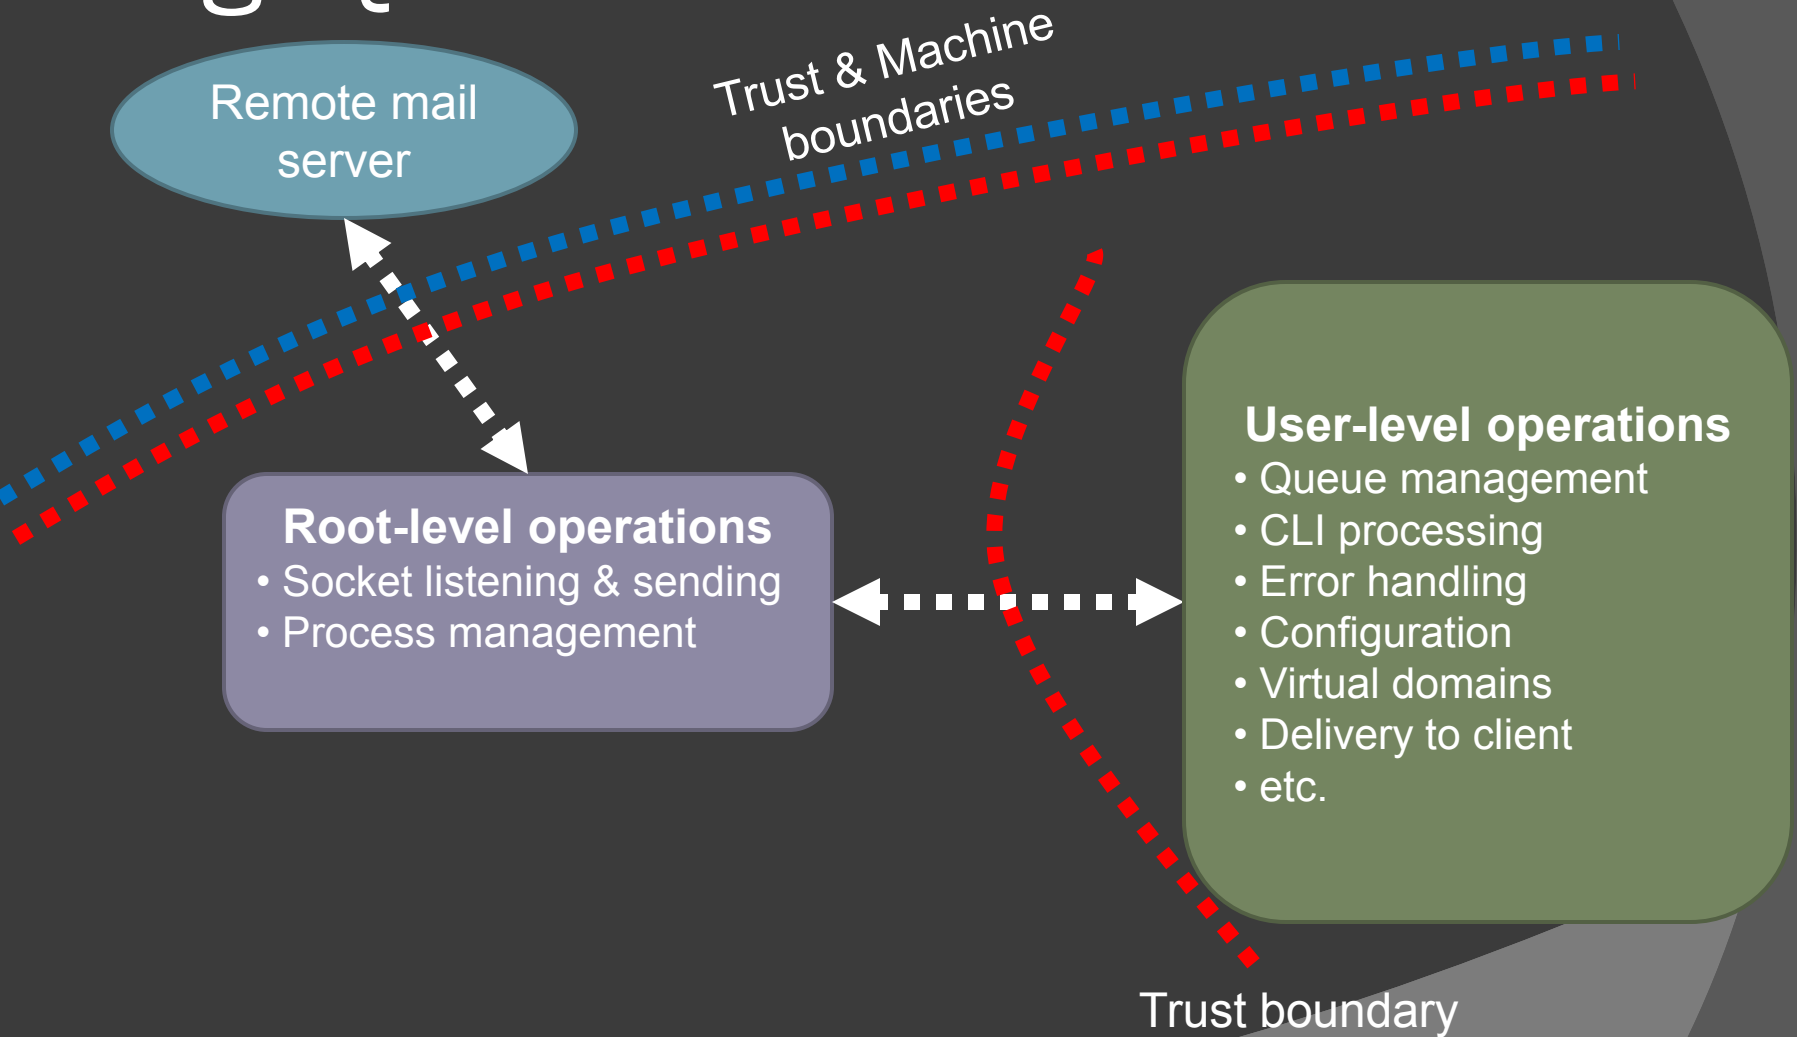 Remote mail
server
Trust & Machine
boundaries
Root-level operations
• Socket listening & sending
• Process management
User-level operations
• Queue management
• CLI processing
• Error handling
• Configuration
• Virtual domains
• Delivery to client
• etc.
Trust boundary